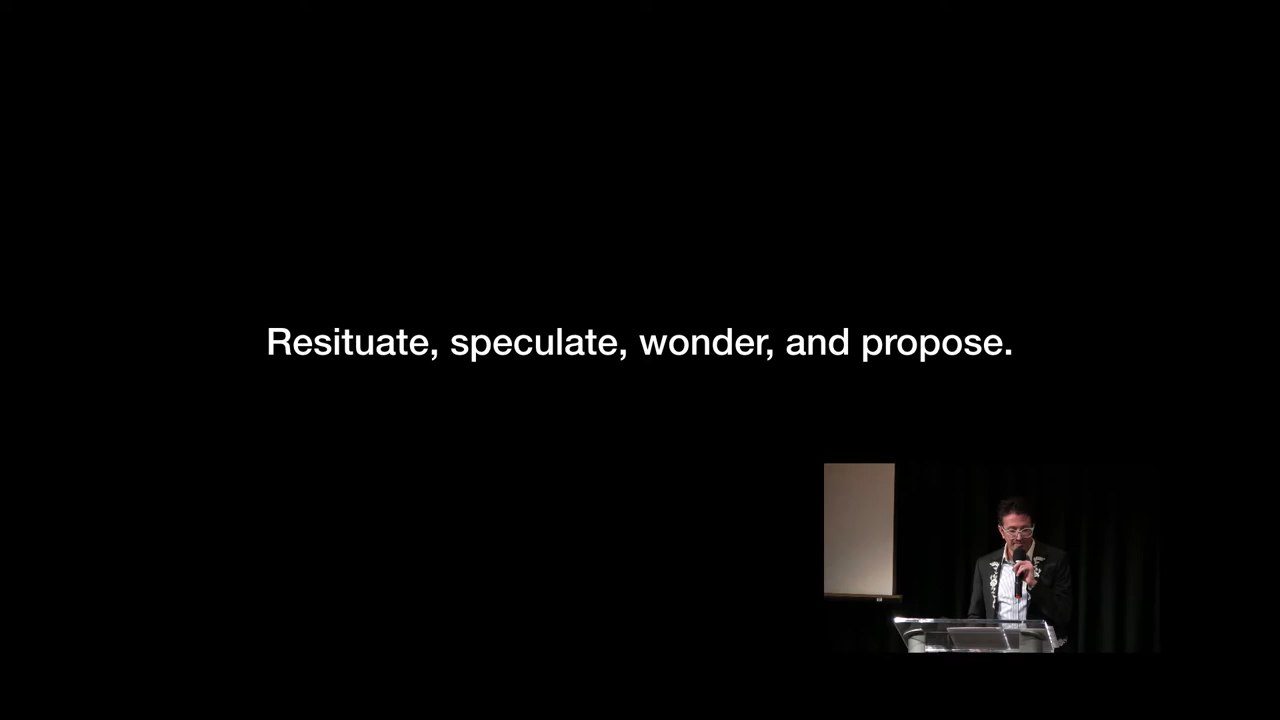 Resituate, speculate, wonder, and propose.